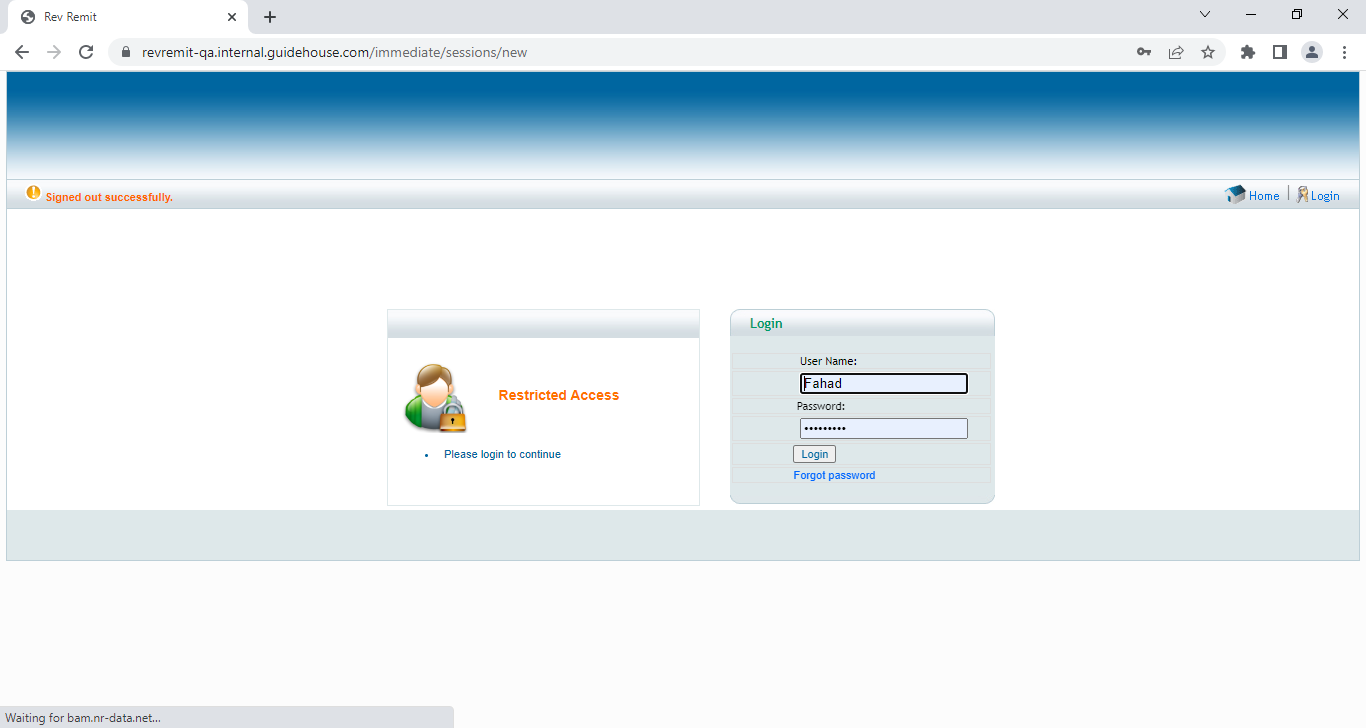 Rev Remit
revremit-qa.internal.guidehouse.com/immediate/sessions/new
Signed out successfully.
Home
Login
Login
User Name:
Fahad
Restricted Access
Password:
•••••••••
Please login to continue
Login
Forgot password
Waiting for bam.nr-data.net...